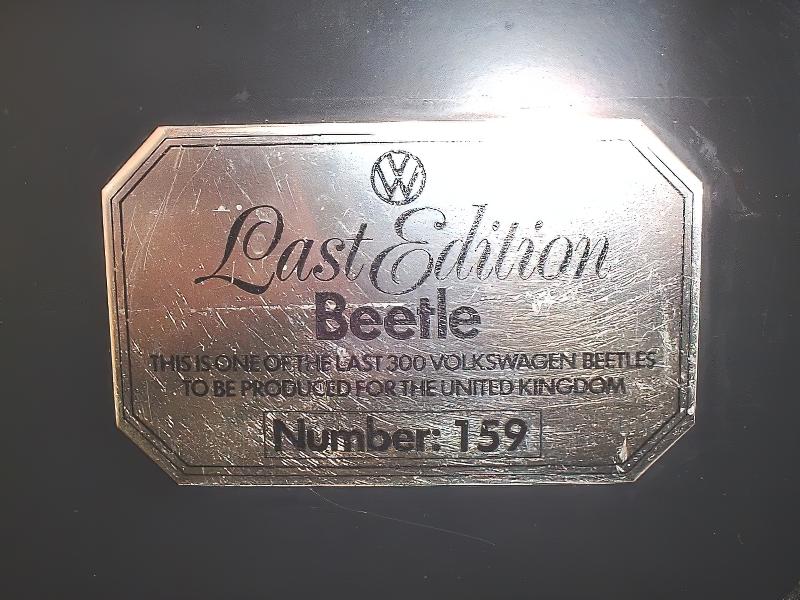 VW
Last Edition
Beetle
THIS IS ONE OF THE LAST 300 VOLKSWAGEN BEETLES
TO BE PRODUCED FOR THE UNITED KINGDOM
Number: 159